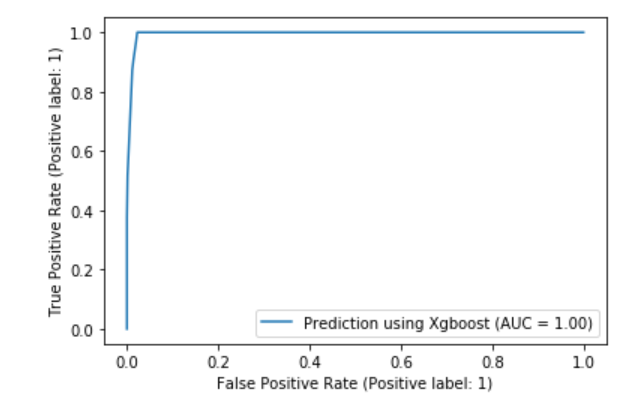 True Positive Rate (Positive label: 1)
1.0
0.8
0.6
0.4
0.2
0.0
Prediction using Xgboost (AUC = 1.00)
0.0 0.2 0.4 0.6 0.8 1.0
False Positive Rate (Positive label: 1)